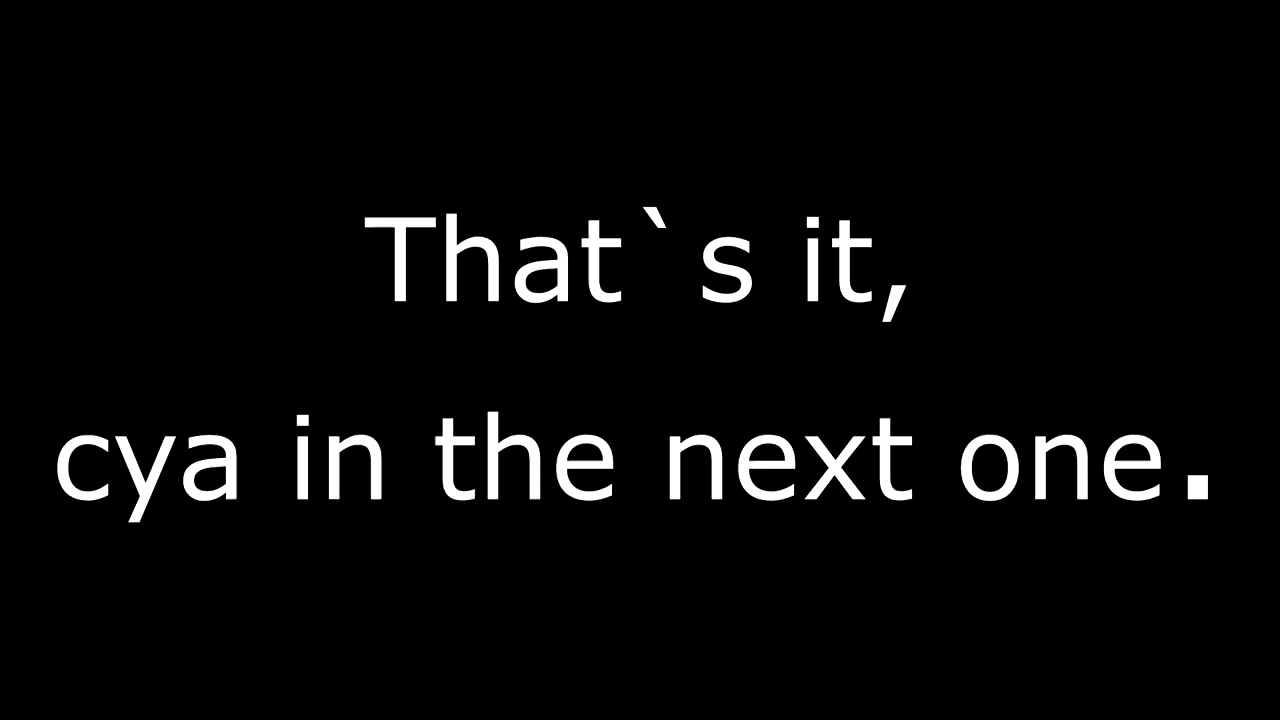 That`s it,
cya in the next one.